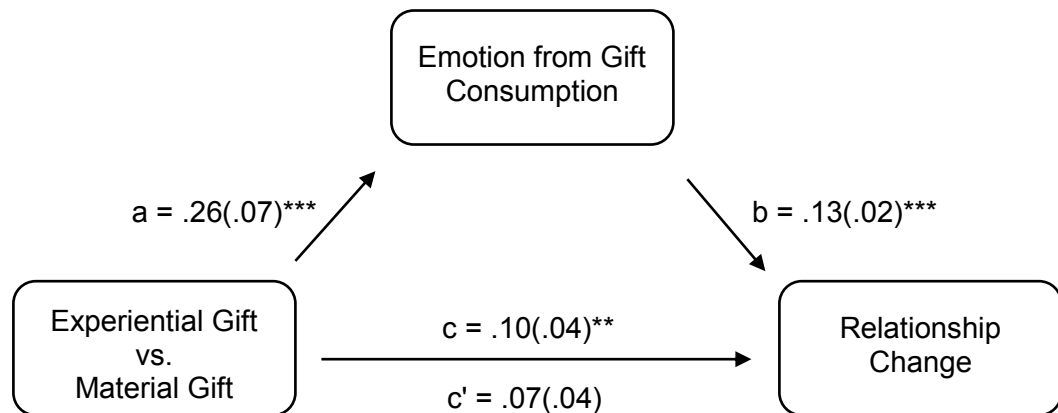 Emotion from Gift
Consumption
a = .26(.07)***
b = .13(.02)***
Experiential Gift
vs.
Material Gift
c = .10(.04)**
c' = .07(.04)
Relationship
Change